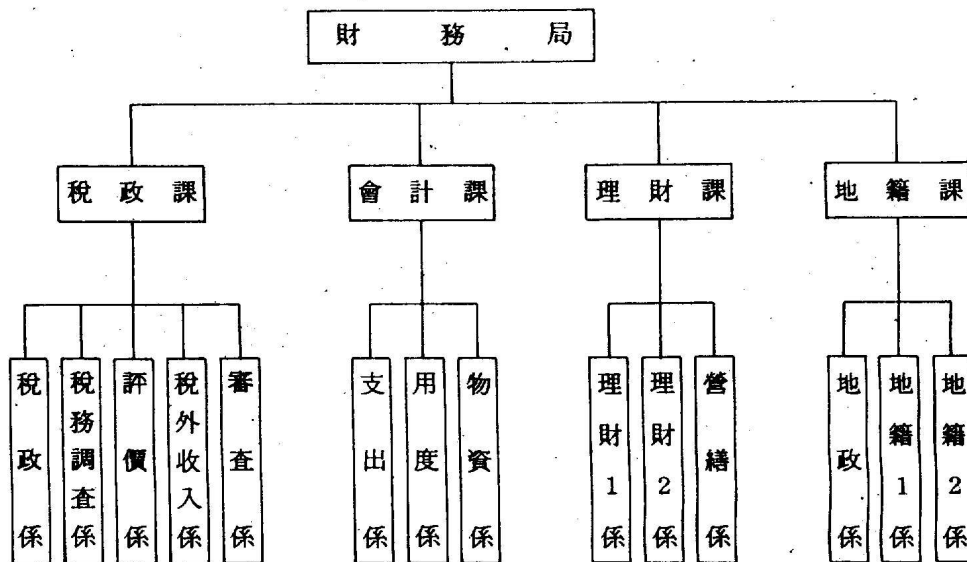 財務局
稅政課
會計課
理財課
地籍課
稅政係
稅務調査係
評價係
稅外收入係
審査係
支出係
用度係
物資係
理財1係
理財2係
營繕係
地政係
地籍1係
地籍2係